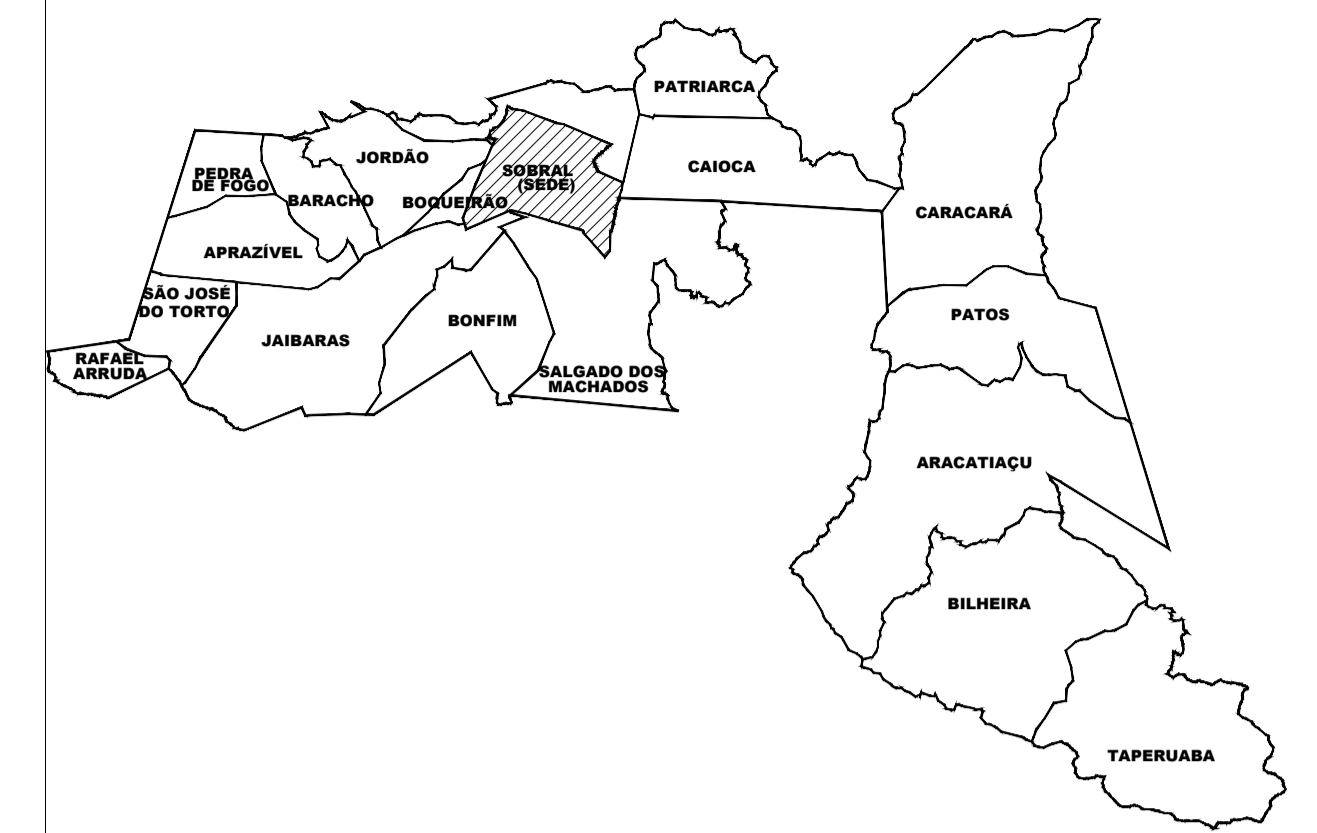 PATRIARCA
JORDÃO
CAIOCA
PEDRA
DE FOGO
SOBRAL
(SEDE)
BARACHO
BOQUEIRÃO
CARACARÁ
APRAZÍVEL
SÃO JOSÉ
DO TORTO
PATOS
BONFIM
JAIBARAS
RAFAEL
ARRUDA
SALGADO DOS
MACHADOS
ARACATIAÇU
BILHEIRA
TAPERUABA